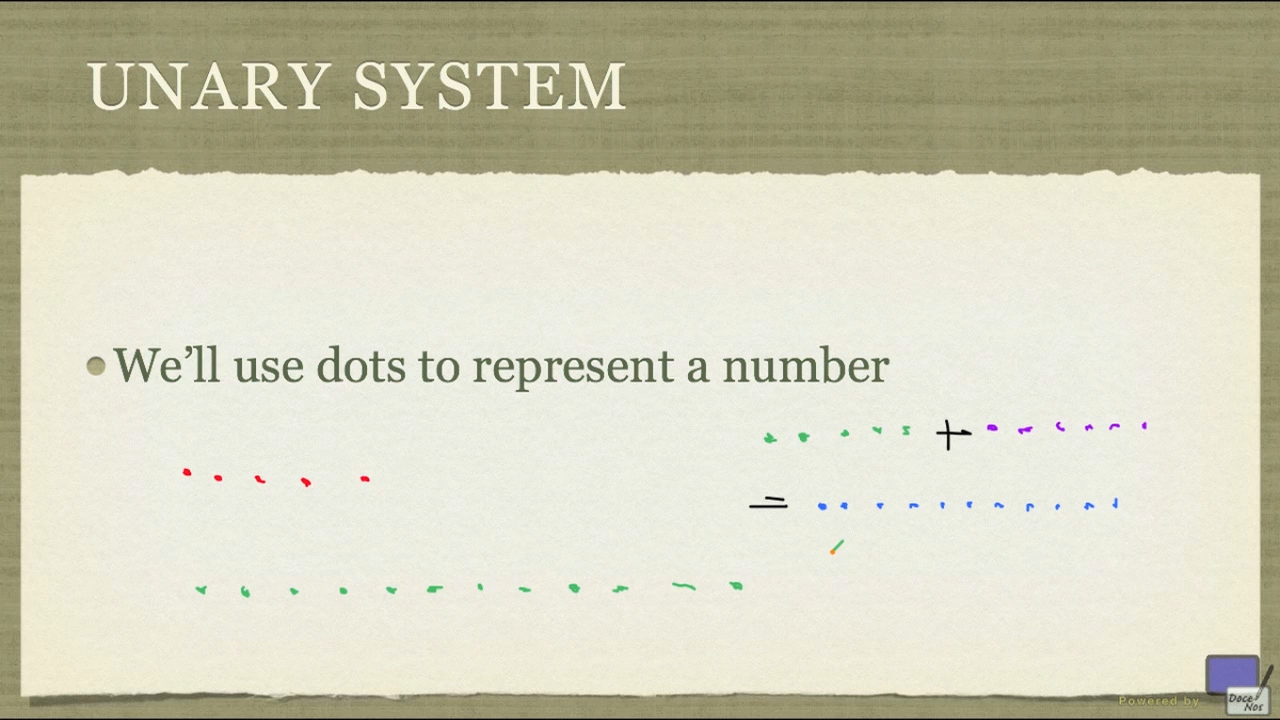 UNARY SYSTEM
We'll use dots to represent a number
+
=
Powered by
Doce
Nos